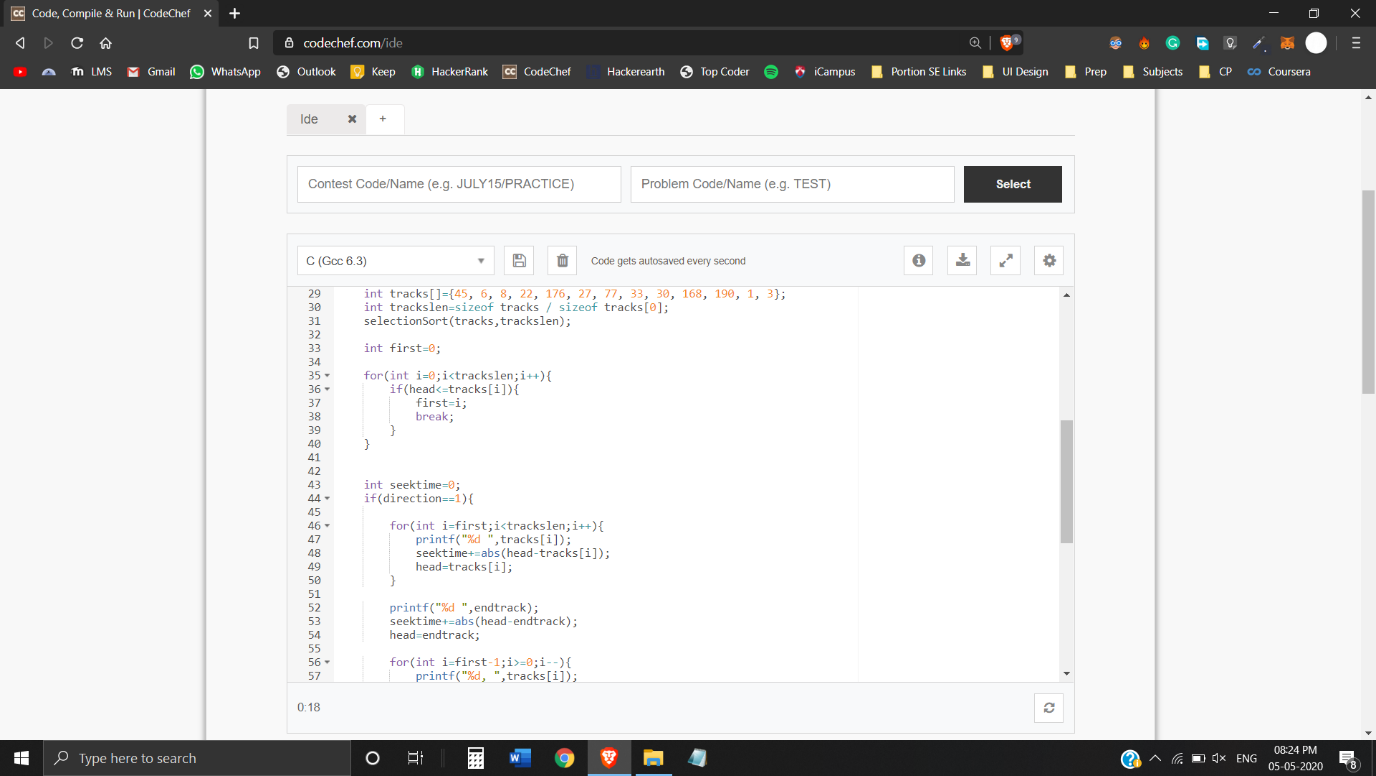 Code, Compile & Run | CodeChef
codechef.com/ide
9
LMS
Gmail
WhatsApp
Outlook
Keep
HackerRank
CodeChef
Hackerearth
Top Coder
iCampus
Portion SE Links
UI Design
Prep
Subjects
CP
Coursera
Ide
+
Contest Code/Name (e.g. JULY15/PRACTICE)
Problem Code/Name (e.g. TEST)
Select
C (Gcc 6.3)
Code gets autosaved every second
29 int tracks[]={45, 6, 8, 22, 176, 27, 77, 33, 30, 168, 190, 1, 3};
30 int trackslen=sizeof tracks / sizeof tracks[0];
31 selectionSort(tracks,trackslen);
32
33 int first=0;
34
35 for(int i=0;i<trackslen;i++){
36 if(head<=tracks[i]){
37 first=i;
38 break;
39 }
40 }
41
42
43 int seektime=0;
44 if(direction==1){
45
46 for(int i=first;i<trackslen;i++){
47 printf("%d ",tracks[i]);
48 seektime+=abs(head-tracks[i]);
49 head=tracks[i];
50 }
51
52 printf("%d ",endtrack);
53 seektime+=abs(head-endtrack);
54 head=endtrack;
55
56 for(int i=first-1;i>=0;i--){
57 printf("%d, ",tracks[i]);
0:18
Type here to search
ENG
08:24 PM
05-05-2020
8